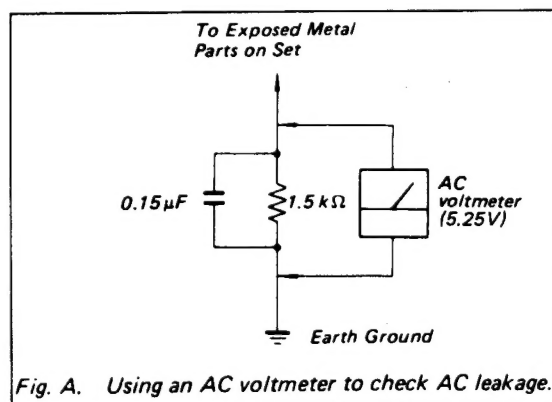 To Exposed Metal
Parts on Set
0.15μF
1.5 kΩ
AC
voltmeter
(5.25V)
Earth Ground
Fig. A. Using an AC voltmeter to check AC leakage.